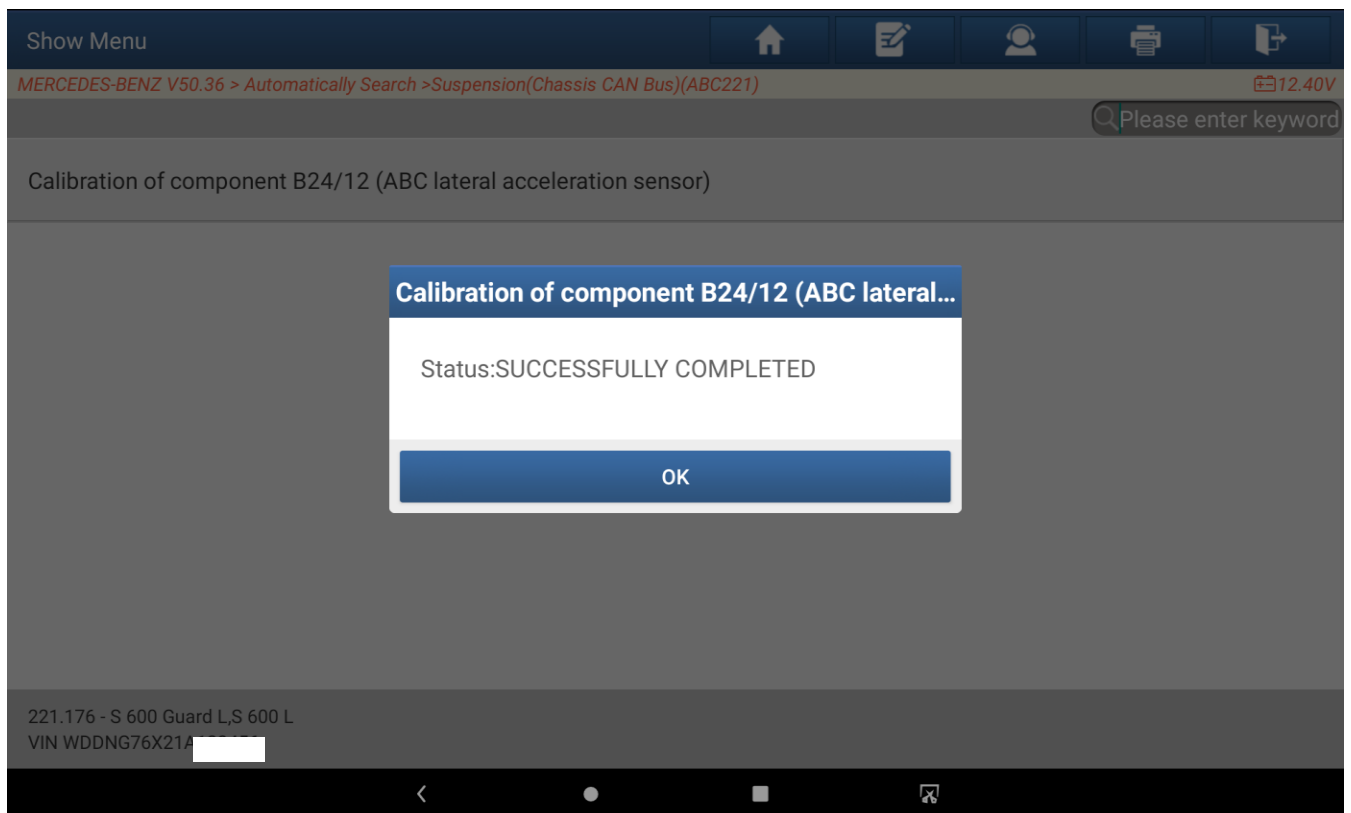 Show Menu
MERCEDES-BENZ V50.36 > Automatically Search >Suspension(Chassis CAN Bus)(ABC221)
12.40V
Please enter keyword
Calibration of component B24/12 (ABC lateral acceleration sensor)
Calibration of component B24/12 (ABC lateral...
Status:SUCCESSFULLY COMPLETED
OK
221.176 - S 600 Guard L,S 600 L
VIN WDDNG76X21A